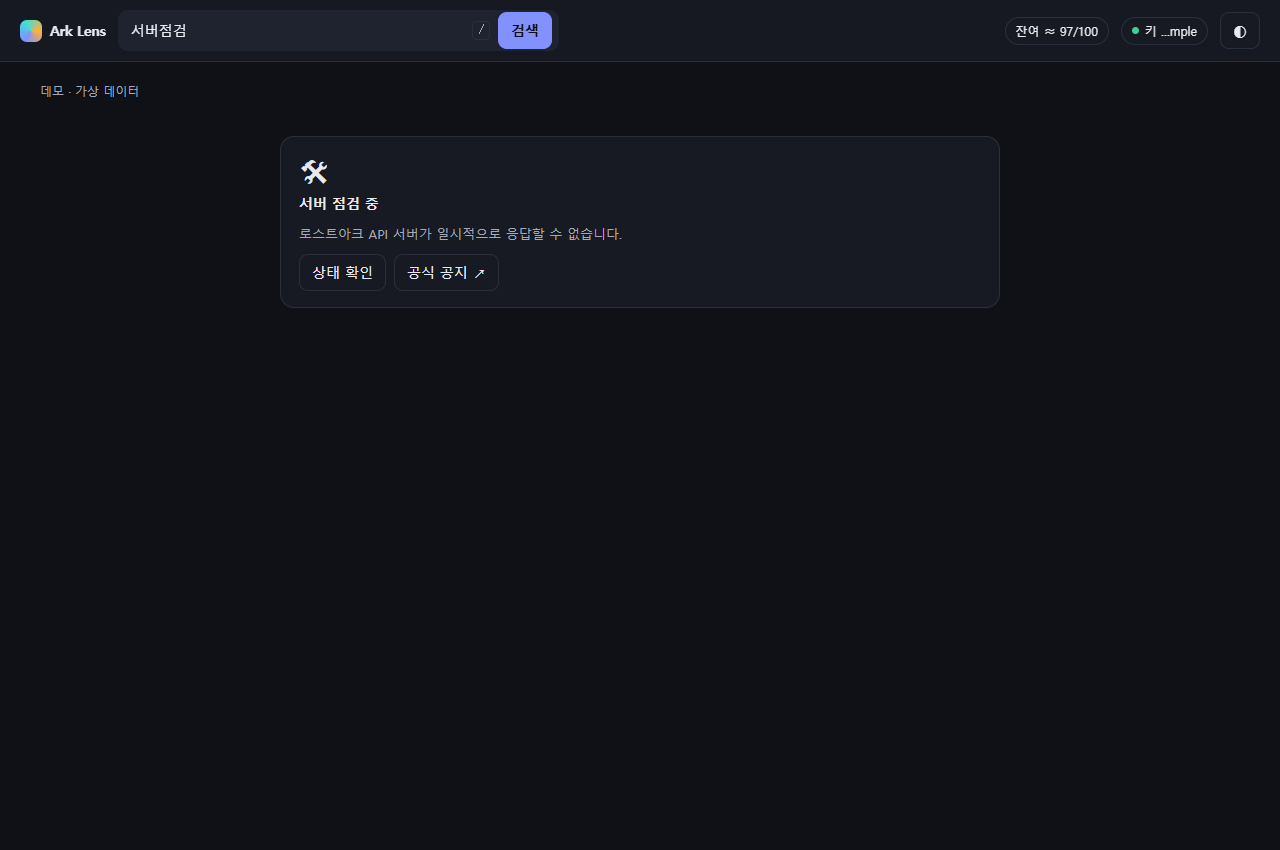 Ark Lens
서버점검
/
검색
잔여 ≈ 97/100
키 …mple
데모 · 가상 데이터
서버 점검 중
로스트아크 API 서버가 일시적으로 응답할 수 없습니다.
상태 확인
공식 공지 ↗